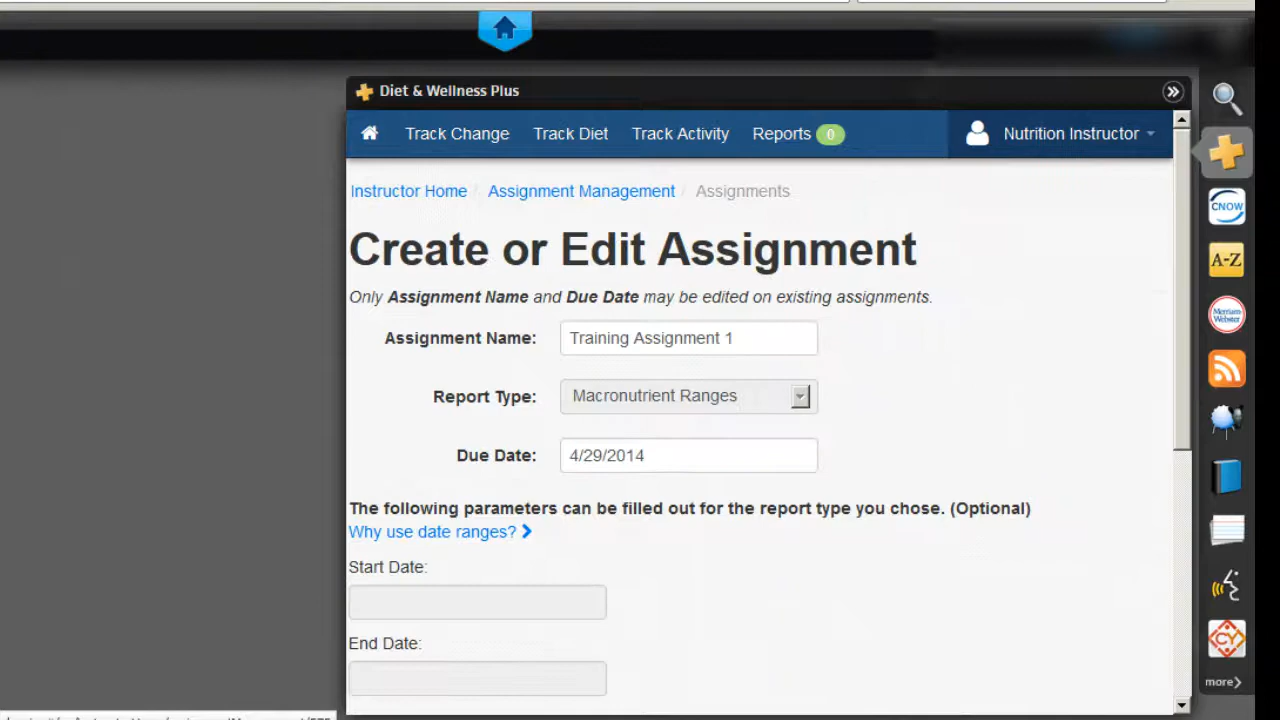 Diet & Wellness Plus
Track Change Track Diet Track Activity Reports 0 Nutrition Instructor
Instructor Home / Assignment Management / Assignments
Create or Edit Assignment
Only Assignment Name and Due Date may be edited on existing assignments.
Assignment Name: Training Assignment 1
Report Type: Macronutrient Ranges
Due Date: 4/29/2014
The following parameters can be filled out for the report type you chose. (Optional)
Why use date ranges?
Start Date:
End Date:
CNOW
A-Z
Merriam-
Webster
CY
more